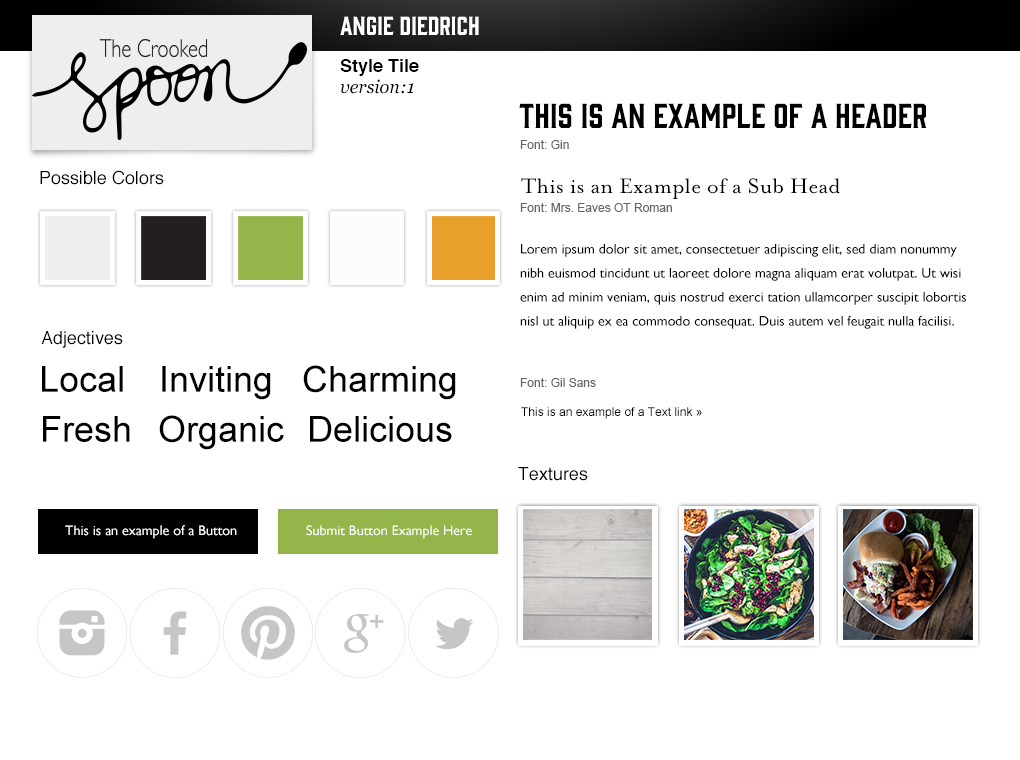 The Crooked
spoon
ANGIE DIEDRICH
Style Tile
version:1
Possible Colors
Adjectives
Local Inviting Charming
Fresh Organic Delicious
This is an example of a Button
Submit Button Example Here
g+
THIS IS AN EXAMPLE OF A HEADER
Font: Gin
This is an Example of a Sub Head
Font: Mrs. Eaves OT Roman
Lorem ipsum dolor sit amet, consectetuer adipiscing elit, sed diam nonummy
nibh euismod tincidunt ut laoreet dolore magna aliquam erat volutpat. Ut wisi
enim ad minim veniam, quis nostrud exerci tation ullamcorper suscipit lobortis
nisl ut aliquip ex ea commodo consequat. Duis autem vel feugait nulla facilisi.
Font: Gil Sans
This is an example of a Text link »
Textures